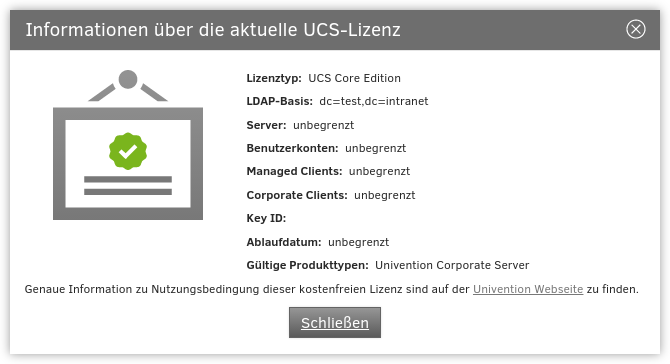 Informationen über die aktuelle UCS-Lizenz
Lizenztyp: UCS Core Edition
LDAP-Basis: dc=test,dc=intranet
Server: unbegrenzt
Benutzerkonten: unbegrenzt
Managed Clients: unbegrenzt
Corporate Clients: unbegrenzt
Key ID:
Ablaufdatum: unbegrenzt
Gültige Produkttypen: Univention Corporate Server
Genaue Information zu Nutzungsbedingung dieser kostenfreien Lizenz sind auf der Univention Webseite zu finden.
Schließen